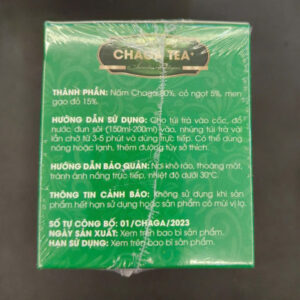 CHAGA TEA
THÀNH PHẦN: Nấm Chaga 80%, cỏ ngọt 5%, men
gạo đỏ 15%.
HƯỚNG DẪN SỬ DỤNG: Cho túi trà vào cốc, đổ
nước đun sôi (150ml-200ml) vào, nhúng túi trà vài
lần chờ từ 3-5 phút và dùng trực tiếp. Có thể dùng
nóng hoặc lạnh, thêm đường tùy sở thích.
HƯỚNG DẪN BẢO QUẢN: Nơi khô ráo, thoáng mát,
tránh ánh nắng trực tiếp, nhiệt độ dưới 30°C.
THÔNG TIN CẢNH BÁO: Không sử dụng khi sản
phẩm hết hạn sử dụng hoặc sản phẩm có mùi vị lạ.
SỐ TỰ CÔNG BỐ: 01/CHAGA/2023
NGÀY SẢN XUẤT: Xem trên bao bì sản phẩm.
HẠN SỬ DỤNG: Xem trên bao bì sản phẩm.